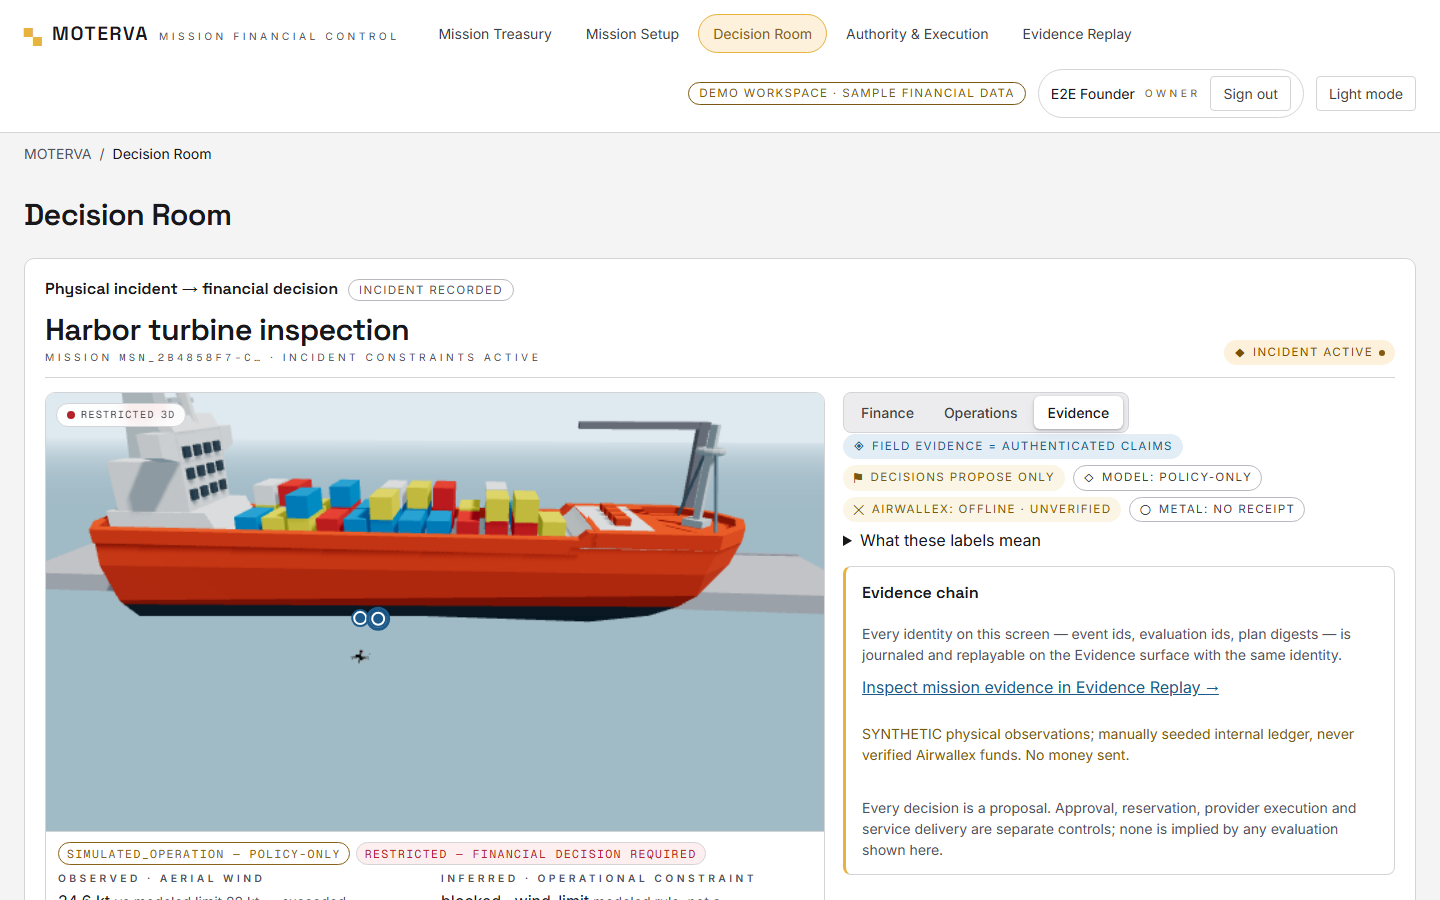 MOTERVA MISSION FINANCIAL CONTROL
Mission Treasury
Mission Setup
Decision Room
Authority & Execution
Evidence Replay
DEMO WORKSPACE · SAMPLE FINANCIAL DATA
E2E Founder OWNER
Sign out
Light mode
MOTERVA / Decision Room
Decision Room
Physical incident → financial decision
INCIDENT RECORDED
Harbor turbine inspection
MISSION MSN_2B4858F7-C… · INCIDENT CONSTRAINTS ACTIVE
INCIDENT ACTIVE
RESTRICTED 3D
Finance
Operations
Evidence
FIELD EVIDENCE = AUTHENTICATED CLAIMS
DECISIONS PROPOSE ONLY
MODEL: POLICY-ONLY
AIRWALLEX: OFFLINE · UNVERIFIED
METAL: NO RECEIPT
What these labels mean
Evidence chain
Every identity on this screen — event ids, evaluation ids, plan digests — is
journaled and replayable on the Evidence surface with the same identity.
Inspect mission evidence in Evidence Replay →
SYNTHETIC physical observations; manually seeded internal ledger, never
verified Airwallex funds. No money sent.
Every decision is a proposal. Approval, reservation, provider execution and
service delivery are separate controls; none is implied by any evaluation
shown here.
SIMULATED_OPERATION — POLICY-ONLY
RESTRICTED — FINANCIAL DECISION REQUIRED
OBSERVED · AERIAL WIND
INFERRED · OPERATIONAL CONSTRAINT